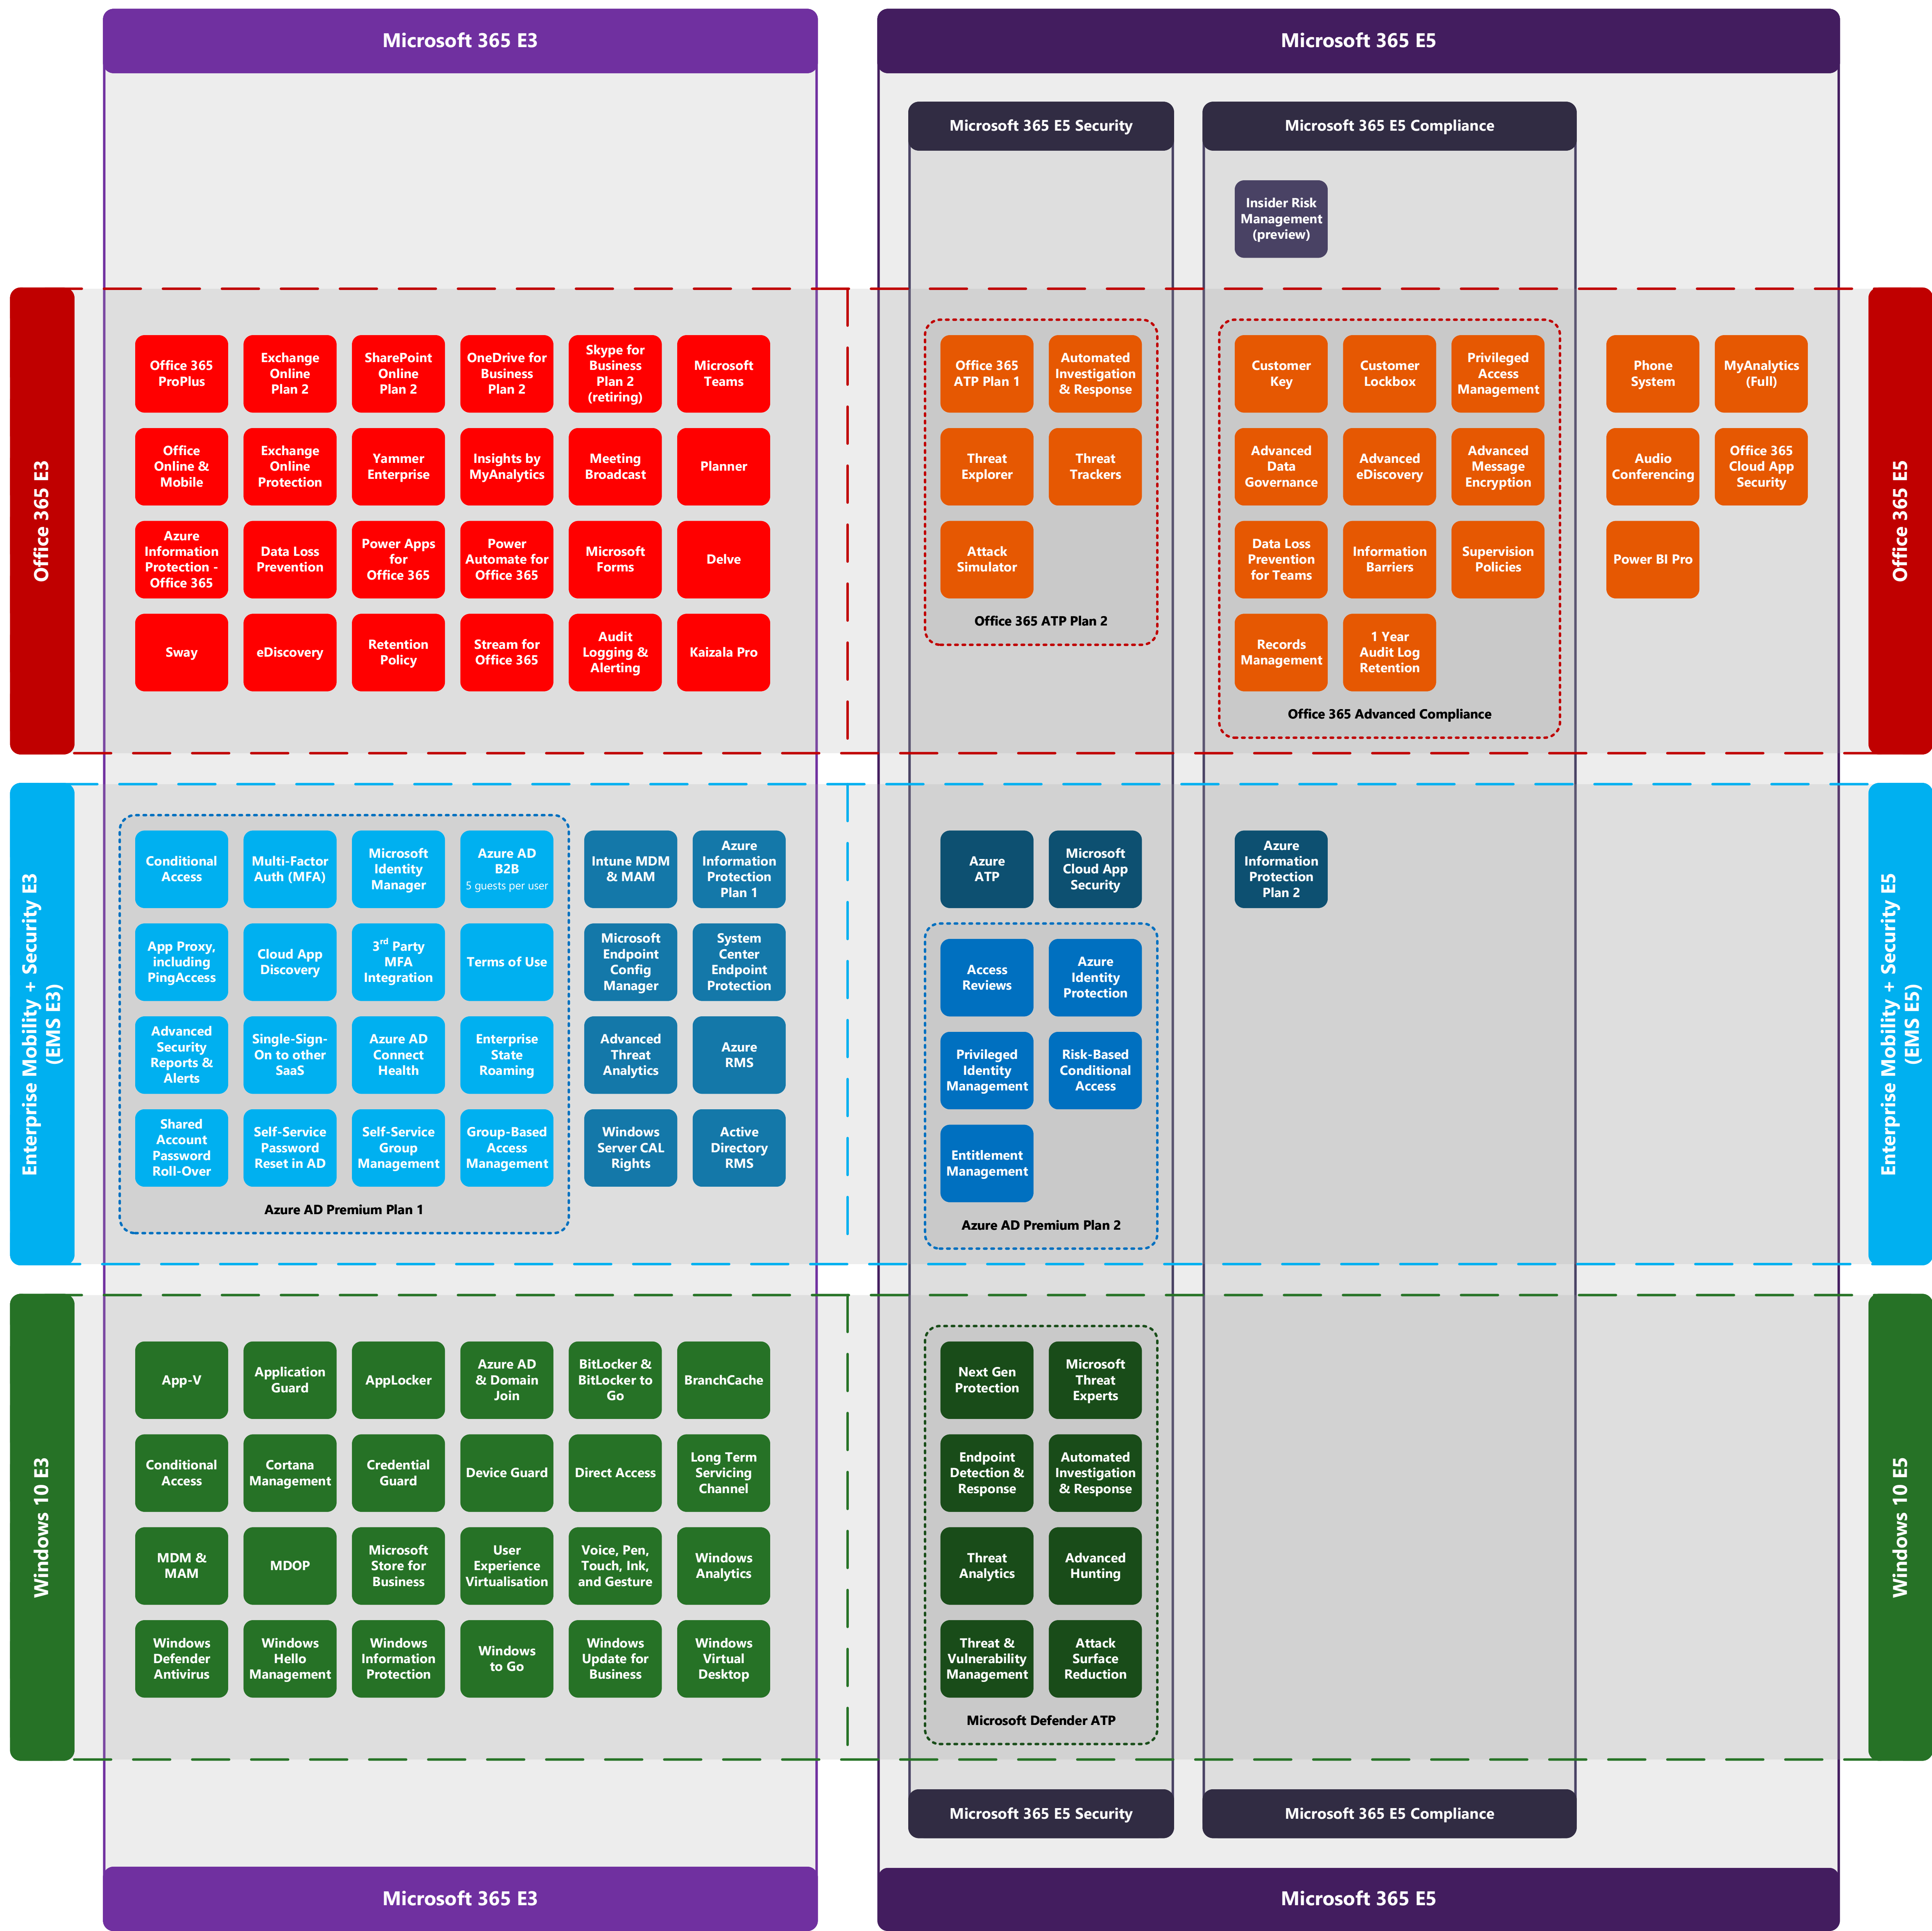 Microsoft 365 E3
Microsoft 365 E5
Microsoft 365 E5 Security
Microsoft 365 E5 Compliance
Insider Risk
Management
(preview)
Office 365 E3
Office 365
ProPlus
Exchange
Online
Plan 2
SharePoint
Online
Plan 2
OneDrive for
Business
Plan 2
Skype for
Business
Plan 2
(retiring)
Microsoft
Teams
Office
Online &
Mobile
Exchange
Online
Protection
Yammer
Enterprise
Insights by
MyAnalytics
Meeting
Broadcast
Planner
Azure
Information
Protection -
Office 365
Data Loss
Prevention
Power Apps
for
Office 365
Power
Automate for
Office 365
Microsoft
Forms
Delve
Sway
eDiscovery
Retention
Policy
Stream for
Office 365
Audit
Logging &
Alerting
Kaizala Pro
Office 365
ATP Plan 1
Automated
Investigation
& Response
Threat
Explorer
Threat
Trackers
Attack
Simulator
Office 365 ATP Plan 2
Customer
Key
Customer
Lockbox
Privileged
Access
Management
Advanced
Data
Governance
Advanced
eDiscovery
Advanced
Message
Encryption
Data Loss
Prevention
for Teams
Information
Barriers
Supervision
Policies
Records
Management
1 Year
Audit Log
Retention
Office 365 Advanced Compliance
Phone
System
MyAnalytics
(Full)
Audio
Conferencing
Office 365
Cloud App
Security
Power BI Pro
Office 365 E5
Enterprise Mobility + Security E3
(EMS E3)
Conditional
Access
Multi-Factor
Auth (MFA)
Microsoft
Identity
Manager
Azure AD
B2B
5 guests per user
App Proxy,
including
PingAccess
Cloud App
Discovery
3rd Party
MFA
Integration
Terms of Use
Advanced
Security
Reports &
Alerts
Single-Sign-
On to other
SaaS
Azure AD
Connect
Health
Enterprise
State
Roaming
Shared
Account
Password
Roll-Over
Self-Service
Password
Reset in AD
Self-Service
Group
Management
Group-Based
Access
Management
Azure AD Premium Plan 1
Intune MDM
& MAM
Azure
Information
Protection
Plan 1
Microsoft
Endpoint
Config
Manager
System
Center
Endpoint
Protection
Advanced
Threat
Analytics
Azure
RMS
Windows
Server CAL
Rights
Active
Directory
RMS
Azure
ATP
Microsoft
Cloud App
Security
Access
Reviews
Azure
Identity
Protection
Privileged
Identity
Management
Risk-Based
Conditional
Access
Entitlement
Management
Azure AD Premium Plan 2
Azure
Information
Protection
Plan 2
Enterprise Mobility + Security E5
(EMS E5)
Windows 10 E3
App-V
Application
Guard
AppLocker
Azure AD
& Domain
Join
BitLocker &
BitLocker to
Go
BranchCache
Conditional
Access
Cortana
Management
Credential
Guard
Device Guard
Direct Access
Long Term
Servicing
Channel
MDM &
MAM
MDOP
Microsoft
Store for
Business
User
Experience
Virtualisation
Voice, Pen,
Touch, Ink,
and Gesture
Windows
Analytics
Windows
Defender
Antivirus
Windows
Hello
Management
Windows
Information
Protection
Windows
to Go
Windows
Update for
Business
Windows
Virtual
Desktop
Next Gen
Protection
Microsoft
Threat
Experts
Endpoint
Detection &
Response
Automated
Investigation
& Response
Threat
Analytics
Advanced
Hunting
Threat &
Vulnerability
Management
Attack
Surface
Reduction
Microsoft Defender ATP
Windows 10 E5
Microsoft 365 E5 Security
Microsoft 365 E5 Compliance
Microsoft 365 E3
Microsoft 365 E5